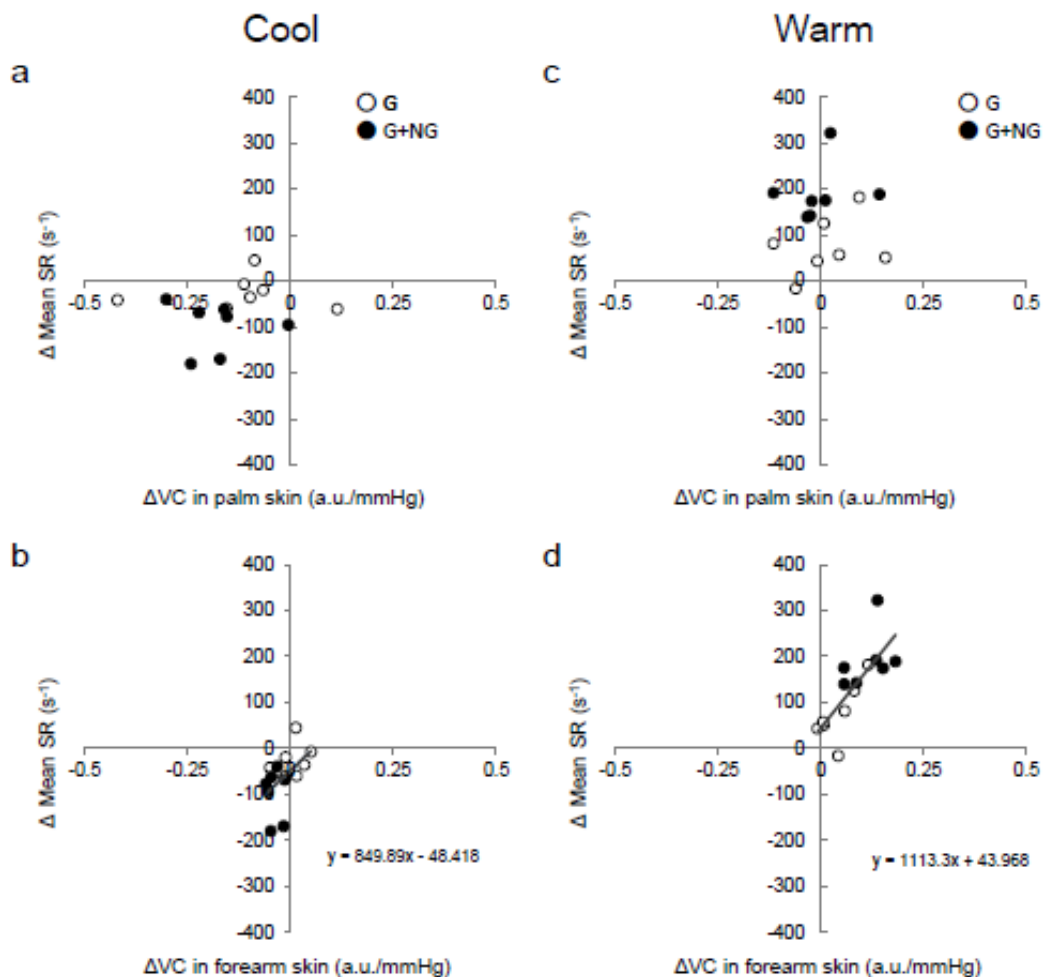 Cool
Warm
a
400
300
200
100
0
-100
-200
-300
-400
-0.5
-0.25
0
0.25
0.5
G
G+NG
Δ Mean SR (s⁻¹)
ΔVC in palm skin (a.u./mmHg)
c
400
300
200
100
0
-100
-200
-300
-400
-0.5
-0.25
0
0.25
0.5
G
G+NG
Δ Mean SR (s⁻¹)
ΔVC in palm skin (a.u./mmHg)
b
400
300
200
100
0
-100
-200
-300
-400
-0.5
-0.25
0
0.25
0.5
Δ Mean SR (s⁻¹)
y = 849.89x - 48.418
ΔVC in forearm skin (a.u./mmHg)
d
400
300
200
100
0
-100
-200
-300
-400
-0.5
-0.25
0
0.25
0.5
Δ Mean SR (s⁻¹)
y = 1113.3x + 43.968
ΔVC in forearm skin (a.u./mmHg)